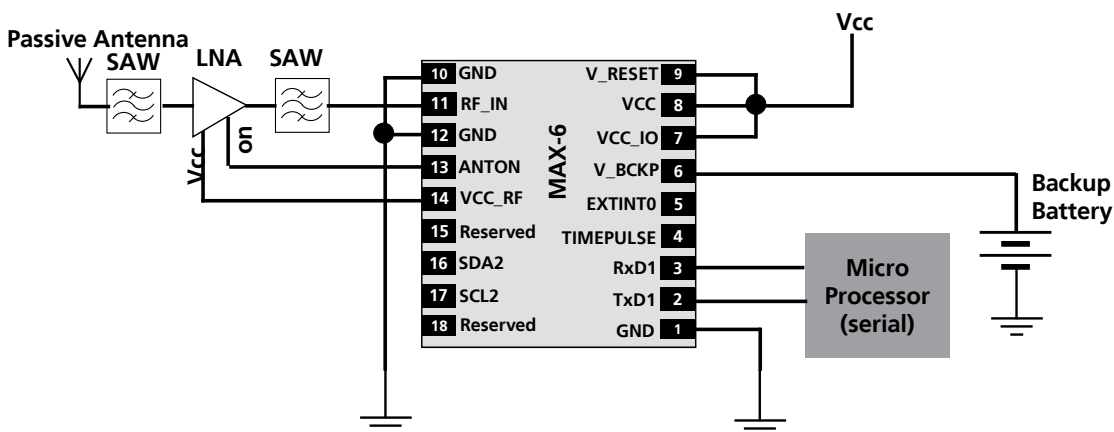 Passive Antenna
SAW
LNA
SAW
Vcc
on
Vcc
10 GND
11 RF_IN
12 GND
13 ANTON
14 VCC_RF
15 Reserved
16 SDA2
17 SCL2
18 Reserved
MAX-6
V_RESET 9
VCC 8
VCC_IO 7
V_BCKP 6
EXTINT0 5
TIMEPULSE 4
RxD1 3
TxD1 2
GND 1
Micro
Processor
(serial)
Backup
Battery